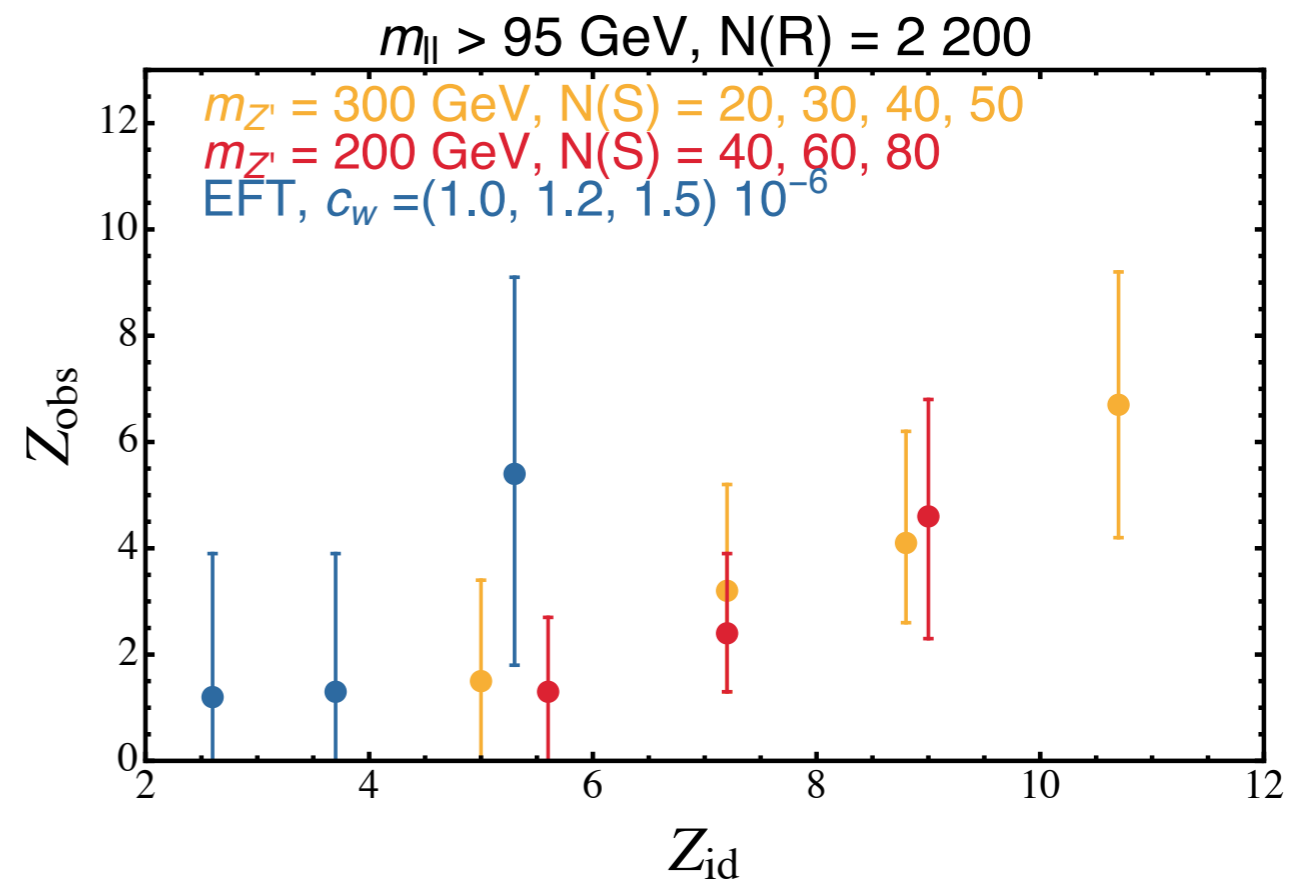 m_ll > 95 GeV, N(R) = 2 200
m_Z' = 300 GeV, N(S) = 20, 30, 40, 50
m_Z' = 200 GeV, N(S) = 40, 60, 80
EFT, c_w =(1.0, 1.2, 1.5) 10^−6
12
10
8
6
4
2
0
Z_obs
2 4 6 8 10 12
Z_id